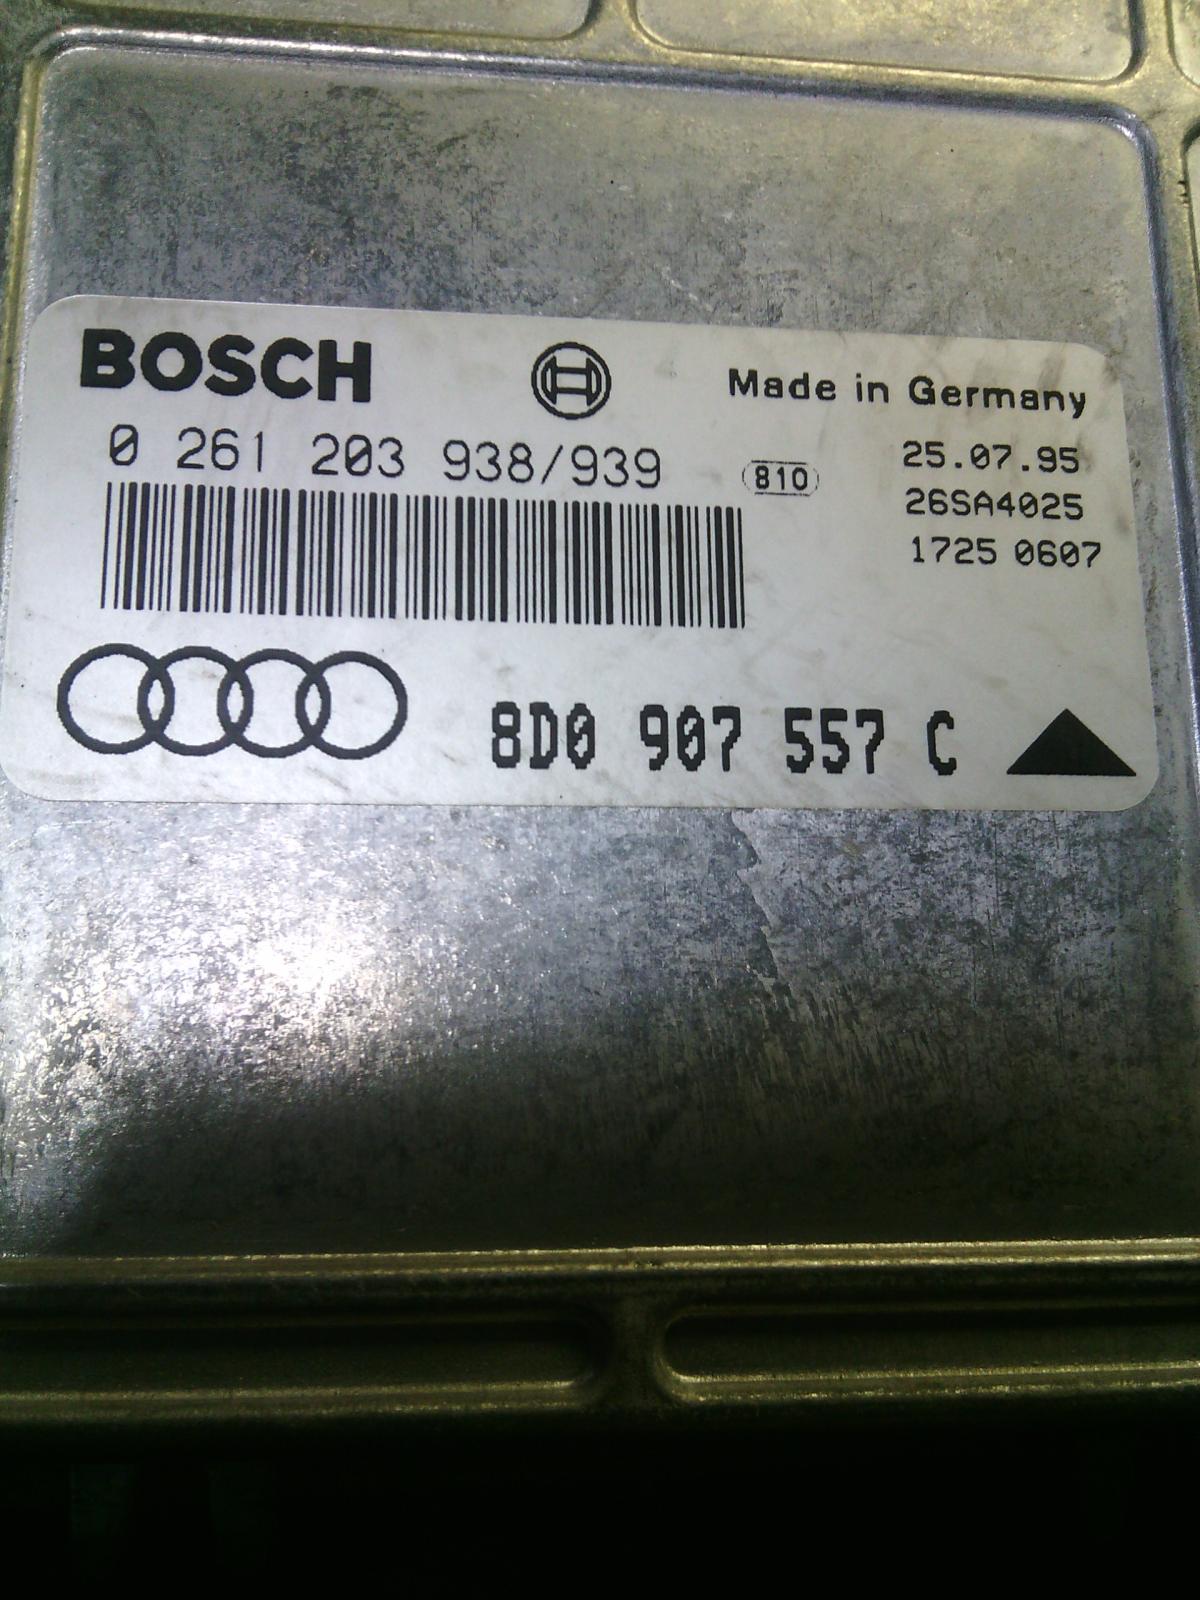 BOSCH
Made in Germany
0 261 203 938/939
810
25.07.95
26SA4025
1725 0607
8D0 907 557 C